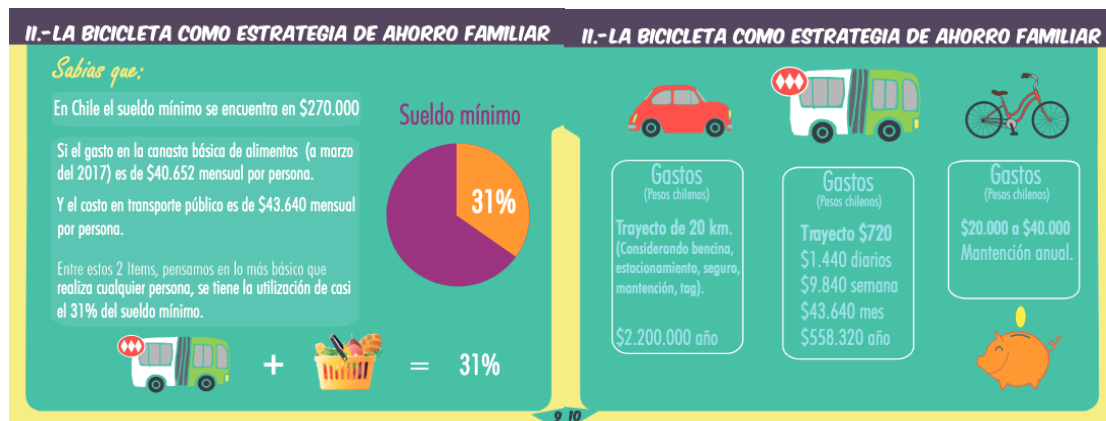 II.-LA BICICLETA COMO ESTRATEGIA DE AHORRO FAMILIAR
Sabias que:
En Chile el sueldo mínimo se encuentra en $270.000
Si el gasto en la canasta básica de alimentos (a marzo
del 2017) es de $40.652 mensual por persona.
Y el costo en transporte público es de $43.640 mensual
por persona.
Entre estos 2 Items, pensamos en lo más básico que
realiza cualquier persona, se tiene la utilización de casi
el 31% del sueldo mínimo.
Sueldo mínimo
31%
+
=
31%
9
II.-LA BICICLETA COMO ESTRATEGIA DE AHORRO FAMILIAR
Gastos
(Pesos chilenos)
Trayecto de 20 km.
(Considerando bencina,
estacionamiento, seguro,
mantención, tag).
$2.200.000 año
Gastos
(Pesos chilenos)
Trayecto $720
$1.440 diarios
$9.840 semana
$43.640 mes
$558.320 año
Gastos
(Pesos chilenos)
$20.000 a $40.000
Mantención anual.
10